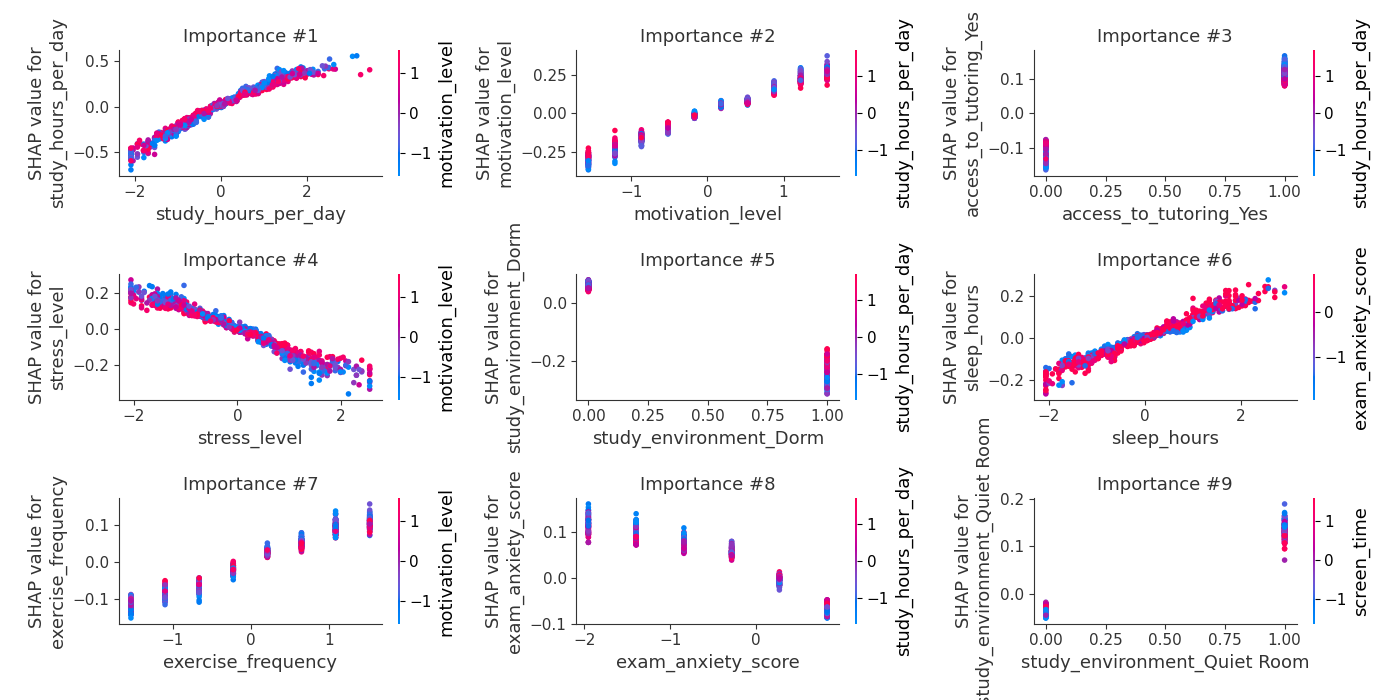 Importance #1
SHAP value for
study_hours_per_day
0.5
0.0
−0.5
−2 0 2
study_hours_per_day
1
0
−1
motivation_level
Importance #2
SHAP value for
motivation_level
0.25
0.00
−0.25
−1 0 1
motivation_level
1
0
−1
study_hours_per_day
Importance #3
SHAP value for
access_to_tutoring_Yes
0.1
0.0
−0.1
0.00 0.25 0.50 0.75 1.00
access_to_tutoring_Yes
1
0
−1
study_hours_per_day
Importance #4
SHAP value for
stress_level
0.2
0.0
−0.2
−2 0 2
stress_level
1
0
−1
motivation_level
Importance #5
SHAP value for
study_environment_Dorm
0.0
−0.2
0.00 0.25 0.50 0.75 1.00
study_environment_Dorm
1
0
−1
study_hours_per_day
Importance #6
SHAP value for
sleep_hours
0.2
0.0
−0.2
−2 0 2
sleep_hours
0
−1
exam_anxiety_score
Importance #7
SHAP value for
exercise_frequency
0.1
0.0
−0.1
−1 0 1
exercise_frequency
1
0
−1
motivation_level
Importance #8
SHAP value for
exam_anxiety_score
0.1
0.0
−0.1
−2 −1 0
exam_anxiety_score
1
0
−1
study_hours_per_day
Importance #9
SHAP value for
study_environment_Quiet Room
0.2
0.1
0.0
0.00 0.25 0.50 0.75 1.00
study_environment_Quiet Room
1
0
−1
screen_time